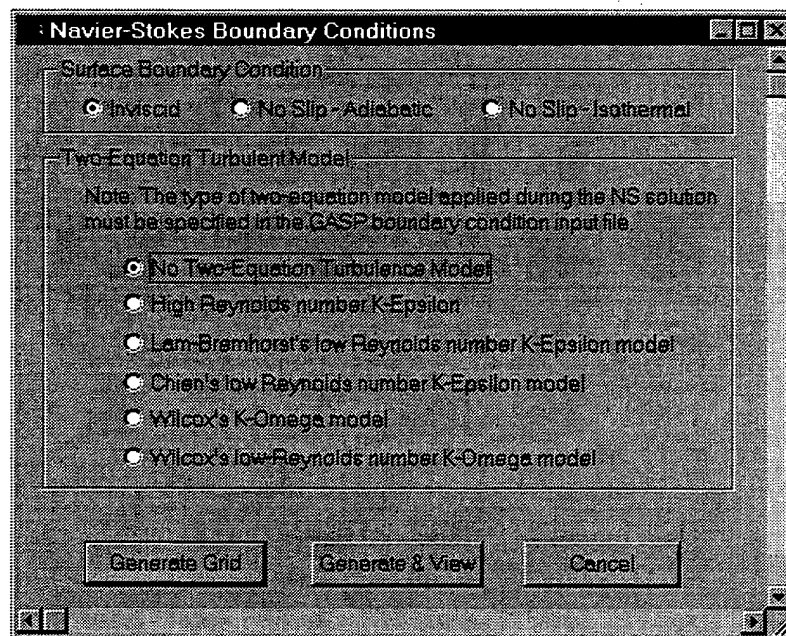 Navier-Stokes Boundary Conditions
Surface Boundary Condition
Inviscid No Slip - Adiabatic No Slip - Isothermal
Two-Equation Turbulent Model
Note: The type of two-equation model applied during the NS solution
must be specified in the GASP boundary condition input file.
No Two-Equation Turbulence Model
High Reynolds number K-Epsilon
Lam-Bremhorst's low Reynolds number K-Epsilon model
Chien's low Reynolds number K-Epsilon model
Wilcox's K-Omega model
Wilcox's low-Reynolds number K-Omega model
Generate Grid Generate & View Cancel